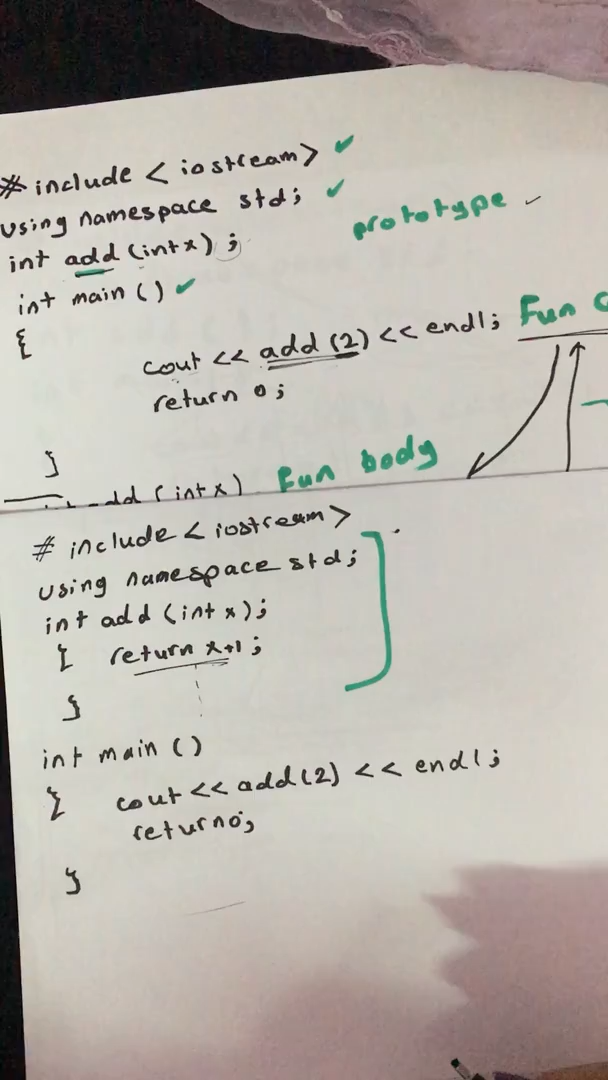 # include < iostream>
using namespace std;
int add (int x);
prototype
int main ()
{
cout << add (2) << endl; Fun
return 0;
}
(int x) Fun body
# include < iostream>
using namespace std;
int add (int x);
{ return x+1;
}
int main ()
{ cout << add(2) << endl;
return 0;
}